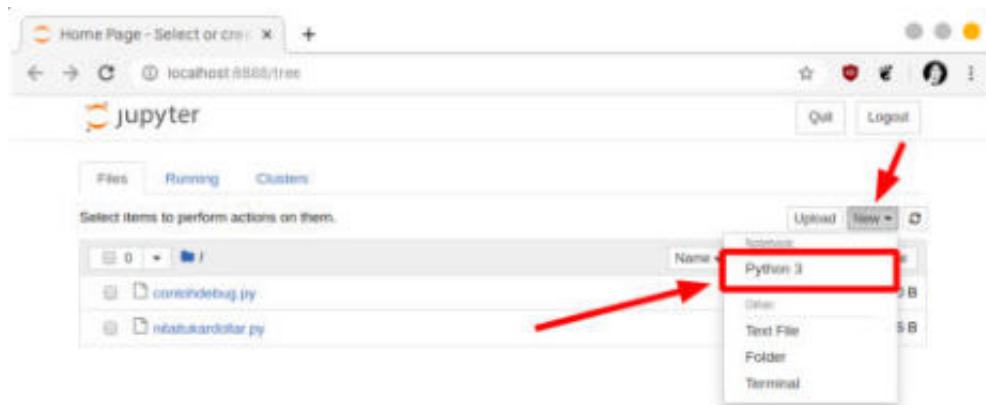 Home Page - Select or cre
localhost:8888/tree
jupyter
Quit
Logout
Files
Running
Clusters
Select items to perform actions on them.
Upload
New
0
/
Name
Notebook
Python 3
contohdebug.py
B
Other
nilaitukardollar.py
Text File
B
Folder
Terminal